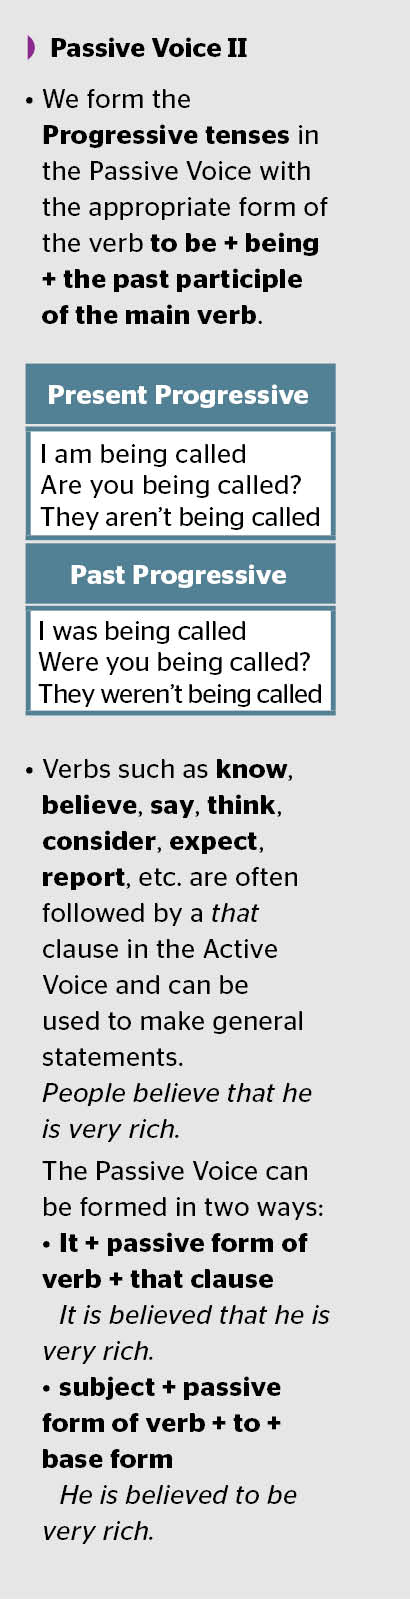 Passive Voice II
• We form the
Progressive tenses in
the Passive Voice with
the appropriate form of
the verb to be + being
+ the past participle
of the main verb.
Present Progressive
I am being called
Are you being called?
They aren't being called
Past Progressive
I was being called
Were you being called?
They weren't being called
• Verbs such as know,
believe, say, think,
consider, expect,
report, etc. are often
followed by a that
clause in the Active
Voice and can be
used to make general
statements.
People believe that he
is very rich.
The Passive Voice can
be formed in two ways:
• It + passive form of
verb + that clause
It is believed that he is
very rich.
• subject + passive
form of verb + to +
base form
He is believed to be
very rich.